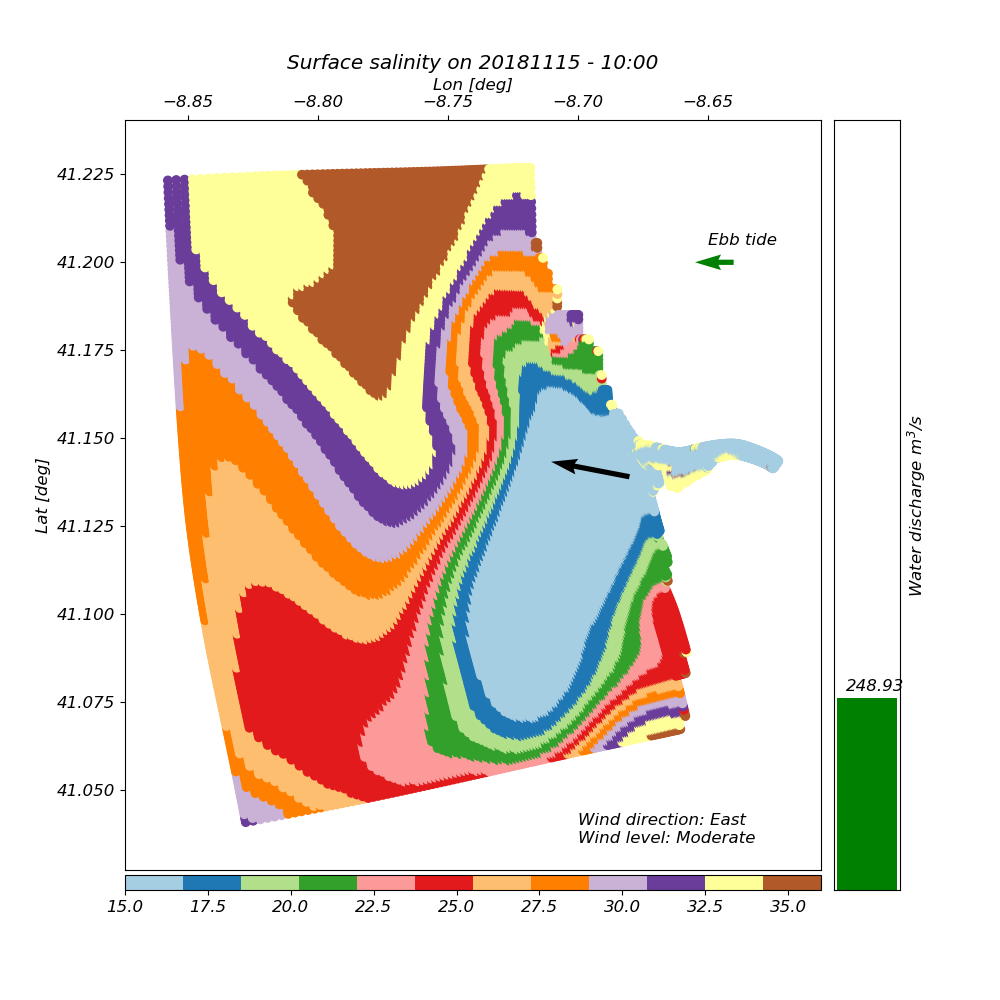 Surface salinity on 20181115 - 10:00
Lon [deg]
−8.85 −8.80 −8.75 −8.70 −8.65
41.225
41.200
41.175
41.150
41.125
41.100
41.075
41.050
Lat [deg]
Ebb tide
Wind direction: East
Wind level: Moderate
15.0 17.5 20.0 22.5 25.0 27.5 30.0 32.5 35.0
248.93
Water discharge m³/s